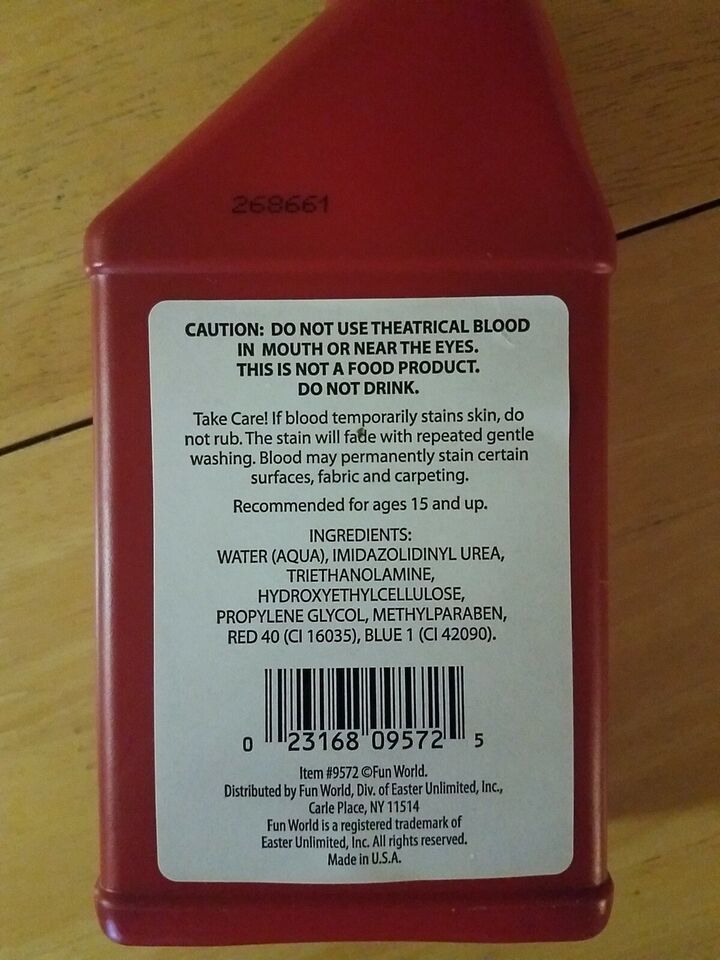 268661
CAUTION: DO NOT USE THEATRICAL BLOOD
IN MOUTH OR NEAR THE EYES.
THIS IS NOT A FOOD PRODUCT.
DO NOT DRINK.
Take Care! If blood temporarily stains skin, do
not rub. The stain will fade with repeated gentle
washing. Blood may permanently stain certain
surfaces, fabric and carpeting.
Recommended for ages 15 and up.
INGREDIENTS:
WATER (AQUA), IMIDAZOLIDINYL UREA,
TRIETHANOLAMINE,
HYDROXYETHYLCELLULOSE,
PROPYLENE GLYCOL, METHYLPARABEN,
RED 40 (CI 16035), BLUE 1 (CI 42090).
0 23168 09572 5
Item #9572 ©Fun World.
Distributed by Fun World, Div. of Easter Unlimited, Inc.,
Carle Place, NY 11514
Fun World is a registered trademark of
Easter Unlimited, Inc. All rights reserved.
Made in U.S.A.